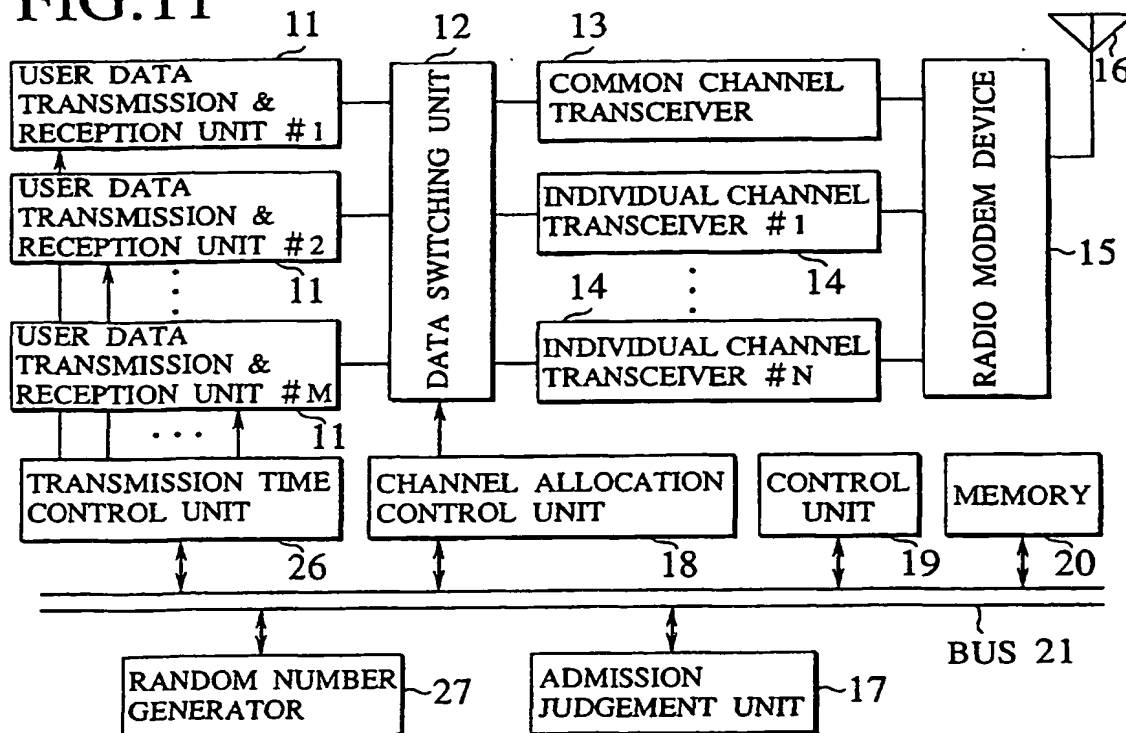 FIG.11
11
12
13
16
USER DATA
TRANSMISSION &
RECEPTION UNIT #1
DATA SWITCHING UNIT
COMMON CHANNEL
TRANSCEIVER
RADIO MODEM DEVICE
USER DATA
TRANSMISSION &
RECEPTION UNIT #2
INDIVIDUAL CHANNEL
TRANSCEIVER #1
15
11
14
14
USER DATA
TRANSMISSION &
RECEPTION UNIT #M
INDIVIDUAL CHANNEL
TRANSCEIVER #N
11
TRANSMISSION TIME
CONTROL UNIT
CHANNEL ALLOCATION
CONTROL UNIT
CONTROL
UNIT
MEMORY
26
18
19
20
BUS 21
RANDOM NUMBER
GENERATOR
27
ADMISSION
JUDGEMENT UNIT
17